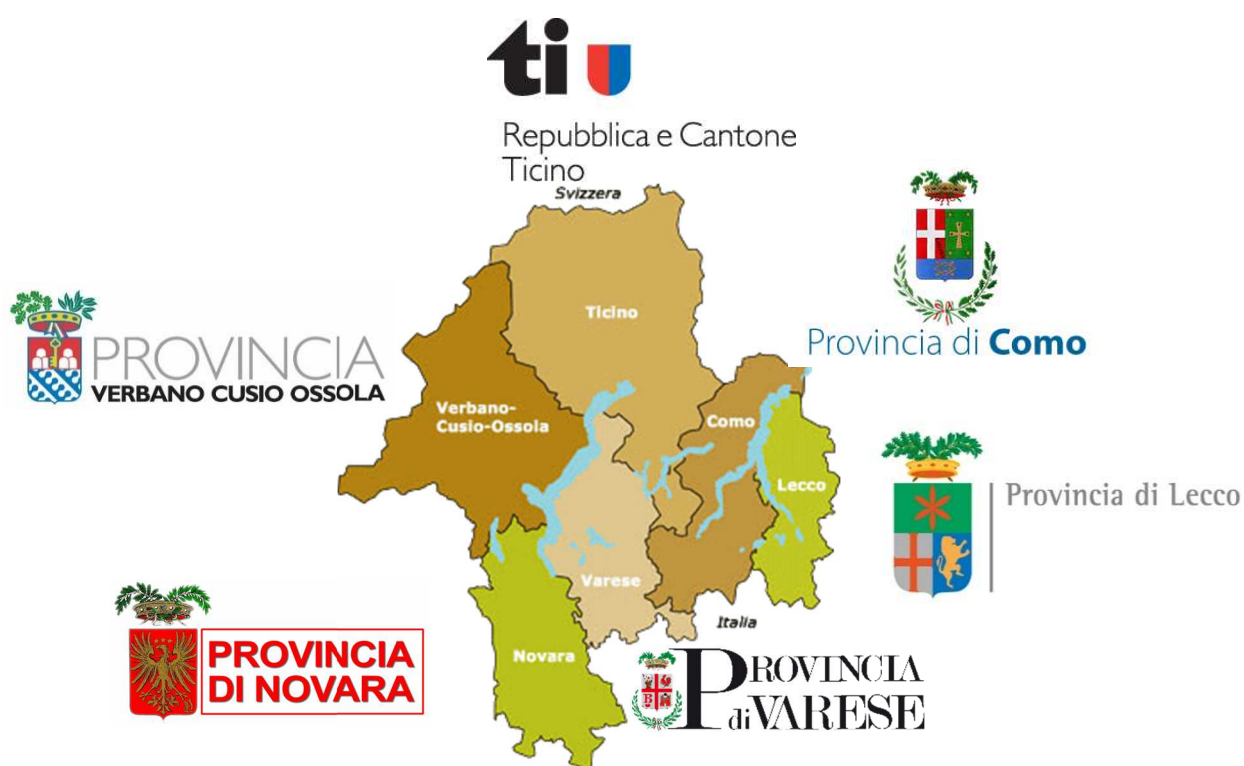 ti
Repubblica e Cantone
Ticino
Svizzera
Ticino
Provincia di Como
PROVINCIA
VERBANO CUSIO OSSOLA
Verbano-
Cusio-Ossola
Como
Lecco
Provincia di Lecco
Varese
Italia
Novara
PROVINCIA
DI NOVARA
PROVINCIA
di VARESE